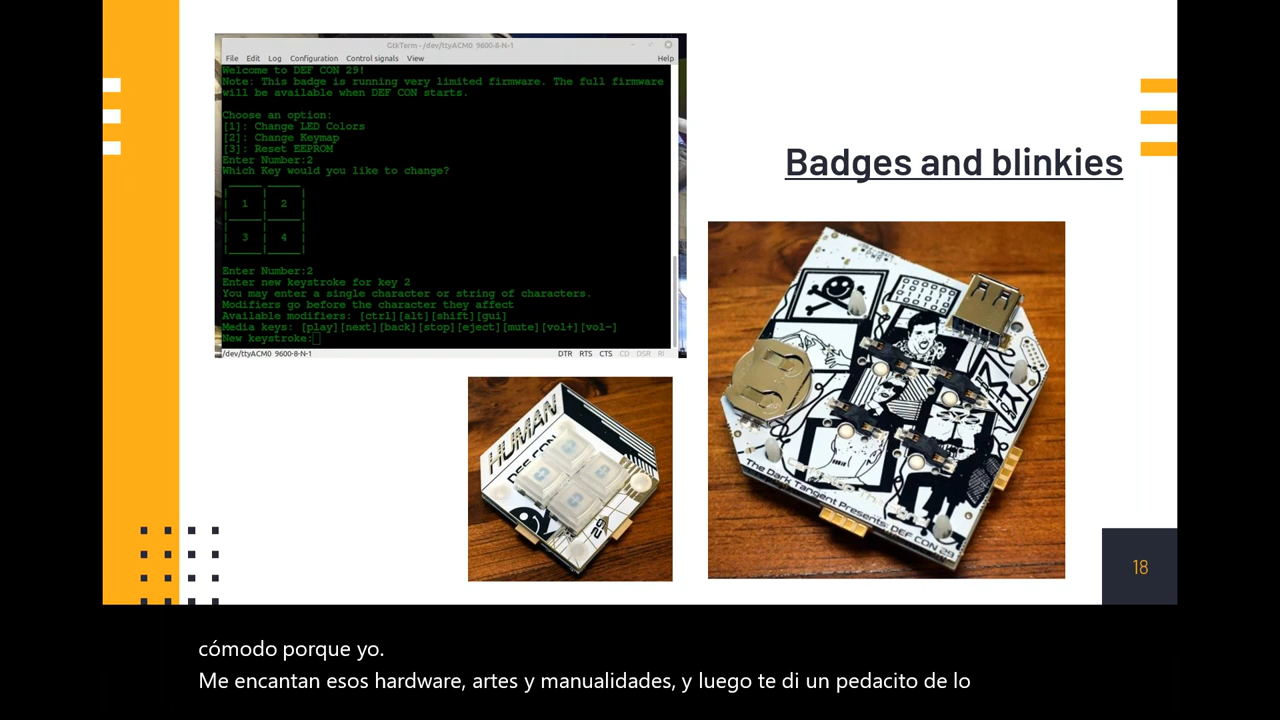 GtkTerm - /dev/ttyACM0 9600-8-N-1
File Edit Log Configuration Control signals View Help
Welcome to DEF CON 29!
Note: This badge is running very limited firmware. The full firmware
will be available when DEF CON starts.
Choose an option:
[1]: Change LED Colors
[2]: Change Keymap
[3]: Reset EEPROM
Enter Number:2
Which Key would you like to change?
1 2
3 4
Enter Number:2
Enter new keystroke for key 2
You may enter a single character or string of characters.
Modifiers go before the character they affect
Available modifiers: [ctrl][alt][shift][gui]
Media keys: [play][next][back][stop][eject][mute][vol+][vol-]
New keystroke:
/dev/ttyACM0 9600-8-N-1 DTR RTS CTS CD DSR RI
Badges and blinkies
HUMAN
DEF CON
29
MK
FACTOR
The Dark Tangent Presents: DEF CON 29
18
cómodo porque yo.
Me encantan esos hardware, artes y manualidades, y luego te di un pedacito de lo